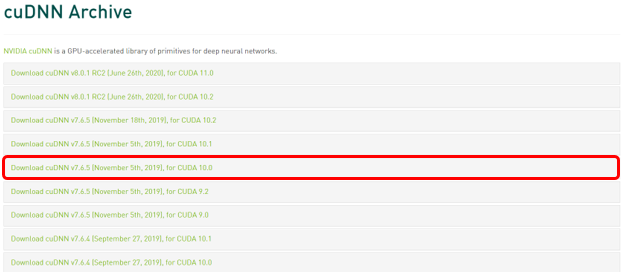 cuDNN Archive
NVIDIA cuDNN is a GPU-accelerated library of primitives for deep neural networks.
Download cuDNN v8.0.1 RC2 (June 26th, 2020), for CUDA 11.0
Download cuDNN v8.0.1 RC2 (June 26th, 2020), for CUDA 10.2
Download cuDNN v7.6.5 (November 18th, 2019), for CUDA 10.2
Download cuDNN v7.6.5 (November 5th, 2019), for CUDA 10.1
Download cuDNN v7.6.5 (November 5th, 2019), for CUDA 10.0
Download cuDNN v7.6.5 (November 5th, 2019), for CUDA 9.2
Download cuDNN v7.6.5 (November 5th, 2019), for CUDA 9.0
Download cuDNN v7.6.4 (September 27, 2019), for CUDA 10.1
Download cuDNN v7.6.4 (September 27, 2019), for CUDA 10.0